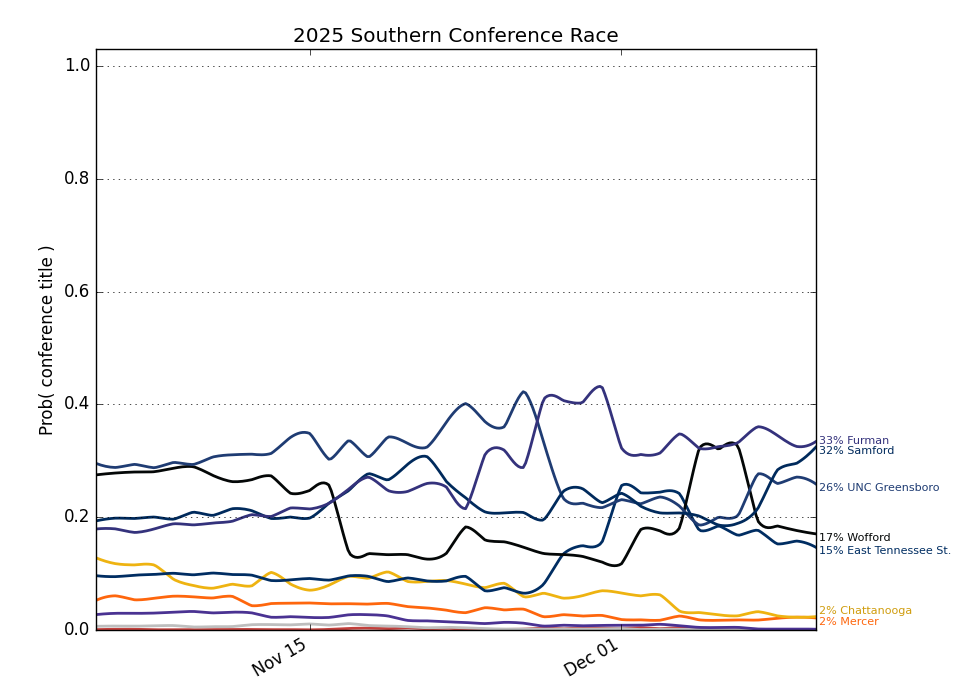 2025 Southern Conference Race
Prob( conference title )
1.0
0.8
0.6
0.4
0.2
0.0
Nov 15
Dec 01
33% Furman
32% Samford
26% UNC Greensboro
17% Wofford
15% East Tennessee St.
2% Chattanooga
2% Mercer